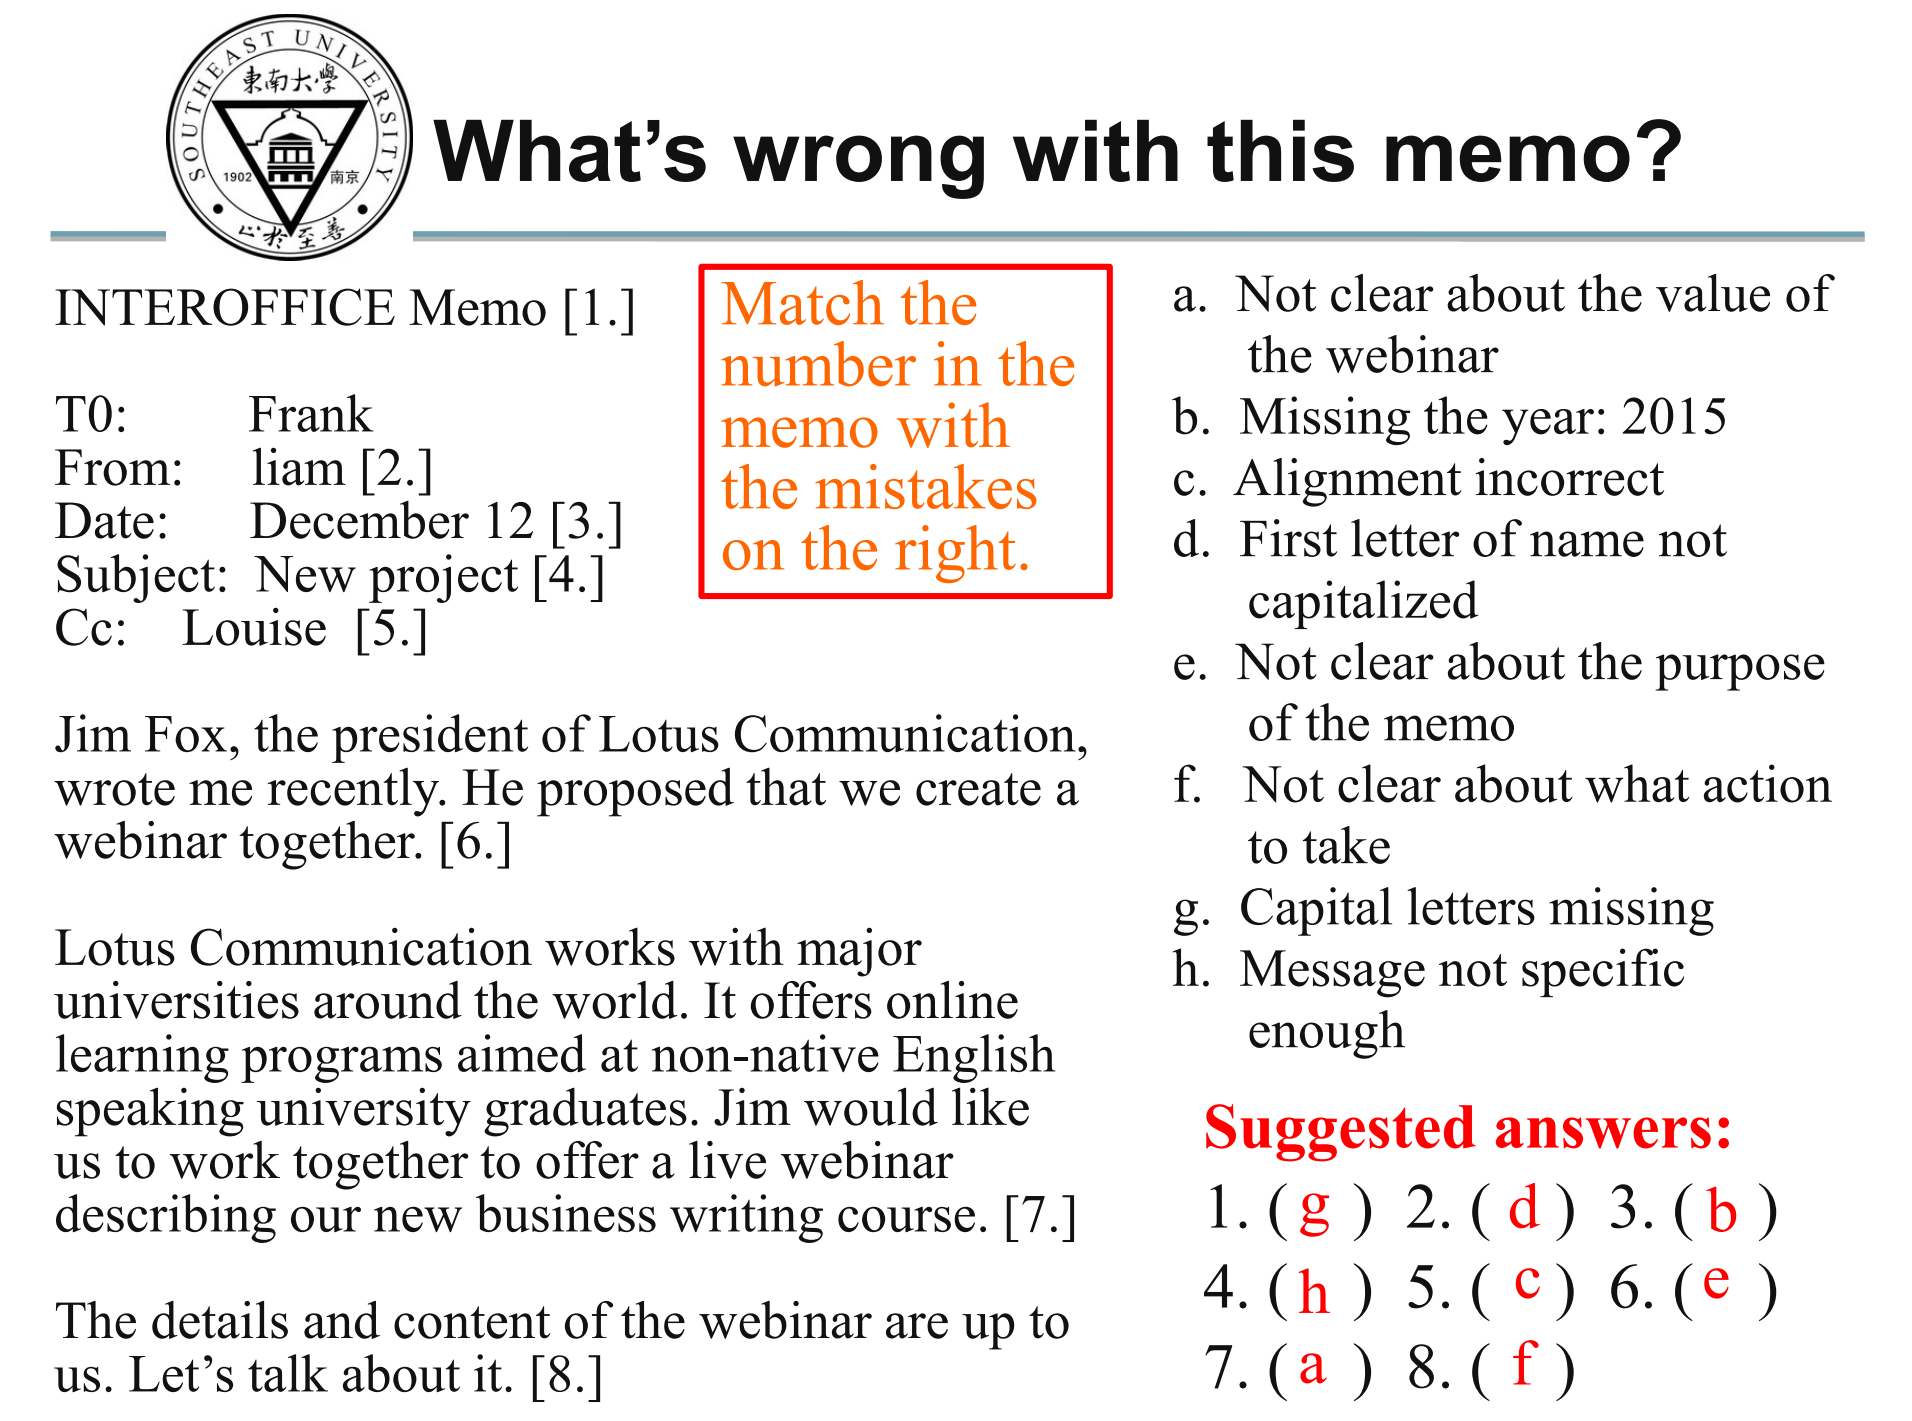 SOUTHEAST UNIVERSITY
東南大學
1902 南京
止於至善
What’s wrong with this memo?
INTEROFFICE Memo [1.]
T0: Frank
From: liam [2.]
Date: December 12 [3.]
Subject: New project [4.]
Cc: Louise [5.]
Jim Fox, the president of Lotus Communication,
wrote me recently. He proposed that we create a
webinar together. [6.]
Lotus Communication works with major
universities around the world. It offers online
learning programs aimed at non-native English
speaking university graduates. Jim would like
us to work together to offer a live webinar
describing our new business writing course. [7.]
The details and content of the webinar are up to
us. Let’s talk about it. [8.]
Match the
number in the
memo with
the mistakes
on the right.
a. Not clear about the value of
the webinar
b. Missing the year: 2015
c. Alignment incorrect
d. First letter of name not
capitalized
e. Not clear about the purpose
of the memo
f. Not clear about what action
to take
g. Capital letters missing
h. Message not specific
enough
Suggested answers:
1. ( g ) 2. ( d ) 3. ( b )
4. ( h ) 5. ( c ) 6. ( e )
7. ( a ) 8. ( f )